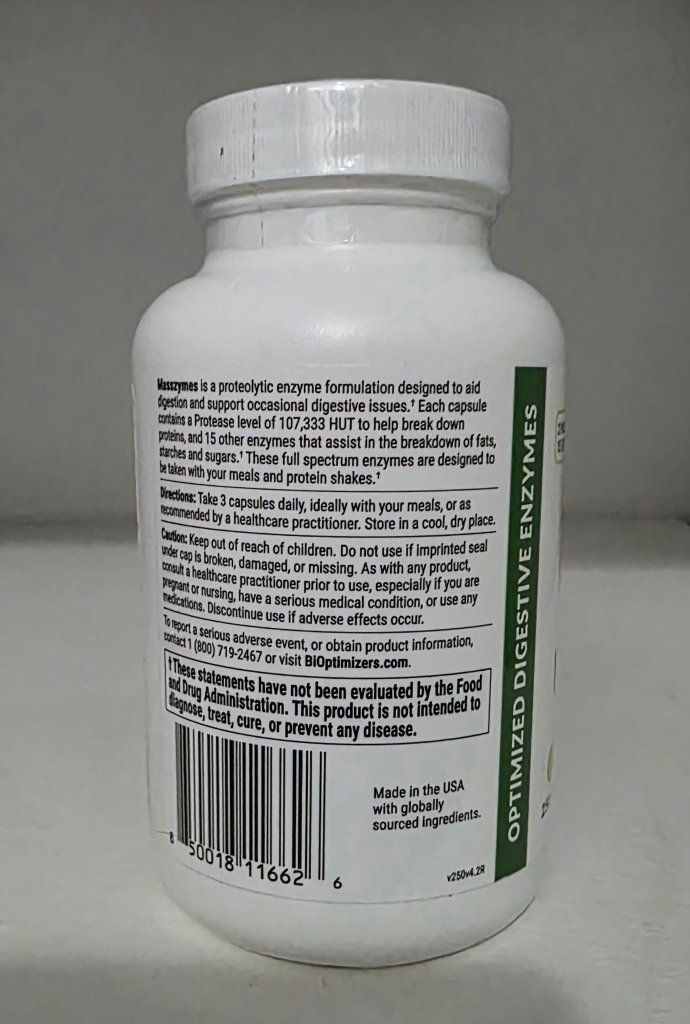 Masszymes is a proteolytic enzyme formulation designed to aid
digestion and support occasional digestive issues.† Each capsule
contains a Protease level of 107,333 HUT to help break down
proteins, and 15 other enzymes that assist in the breakdown of fats,
starches and sugars.† These full spectrum enzymes are designed to
be taken with your meals and protein shakes.†
Directions: Take 3 capsules daily, ideally with your meals, or as
recommended by a healthcare practitioner. Store in a cool, dry place.
Caution: Keep out of reach of children. Do not use if imprinted seal
under cap is broken, damaged, or missing. As with any product,
consult a healthcare practitioner prior to use, especially if you are
pregnant or nursing, have a serious medical condition, or use any
medications. Discontinue use if adverse effects occur.
To report a serious adverse event, or obtain product information,
contact 1 (800) 719-2467 or visit BiOptimizers.com.
†These statements have not been evaluated by the Food
and Drug Administration. This product is not intended to
diagnose, treat, cure, or prevent any disease.
Made in the USA
with globally
sourced ingredients.
8 50018 11662 6
v250v4.2R
OPTIMIZED DIGESTIVE ENZYMES